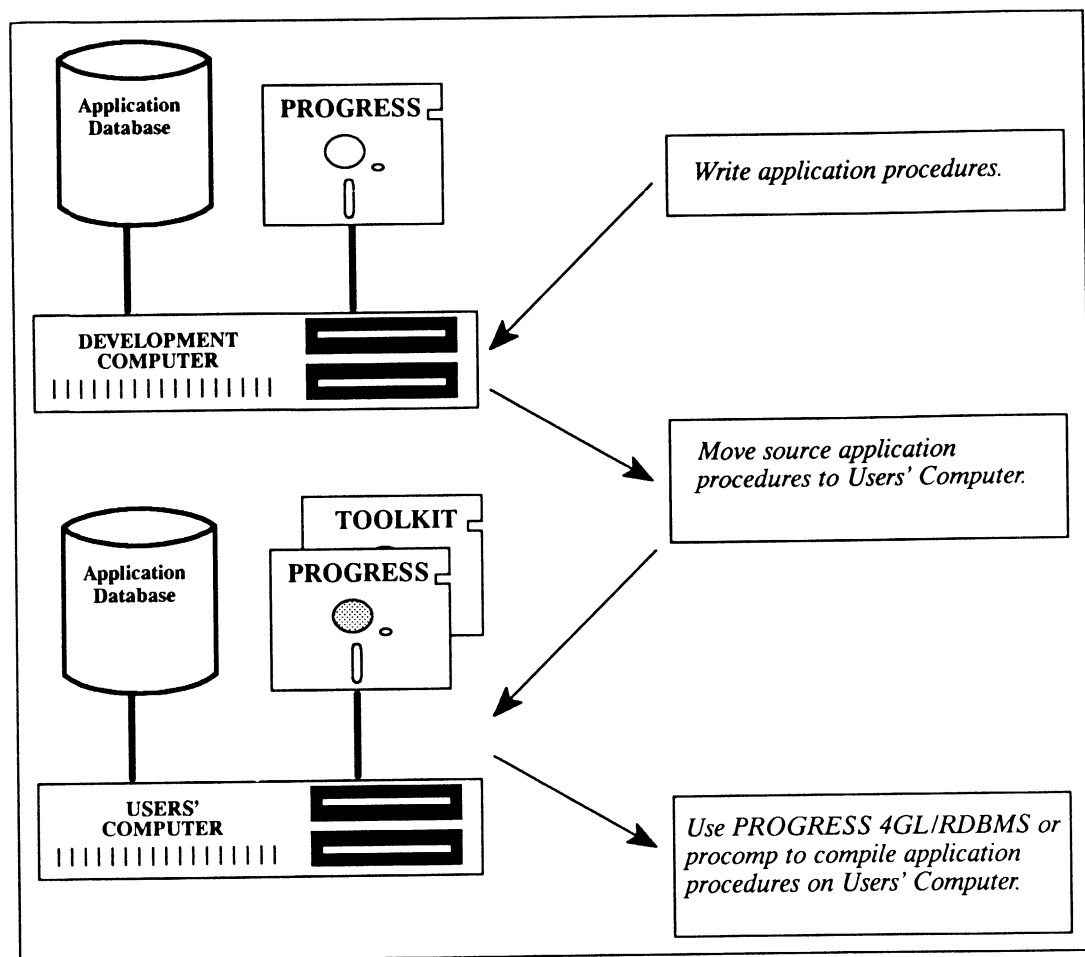 Application
Database
PROGRESS
Write application procedures.
DEVELOPMENT
COMPUTER
Move source application
procedures to Users' Computer.
TOOLKIT
Application
Database
PROGRESS
USERS'
COMPUTER
Use PROGRESS 4GL/RDBMS or
procomp to compile application
procedures on Users' Computer.